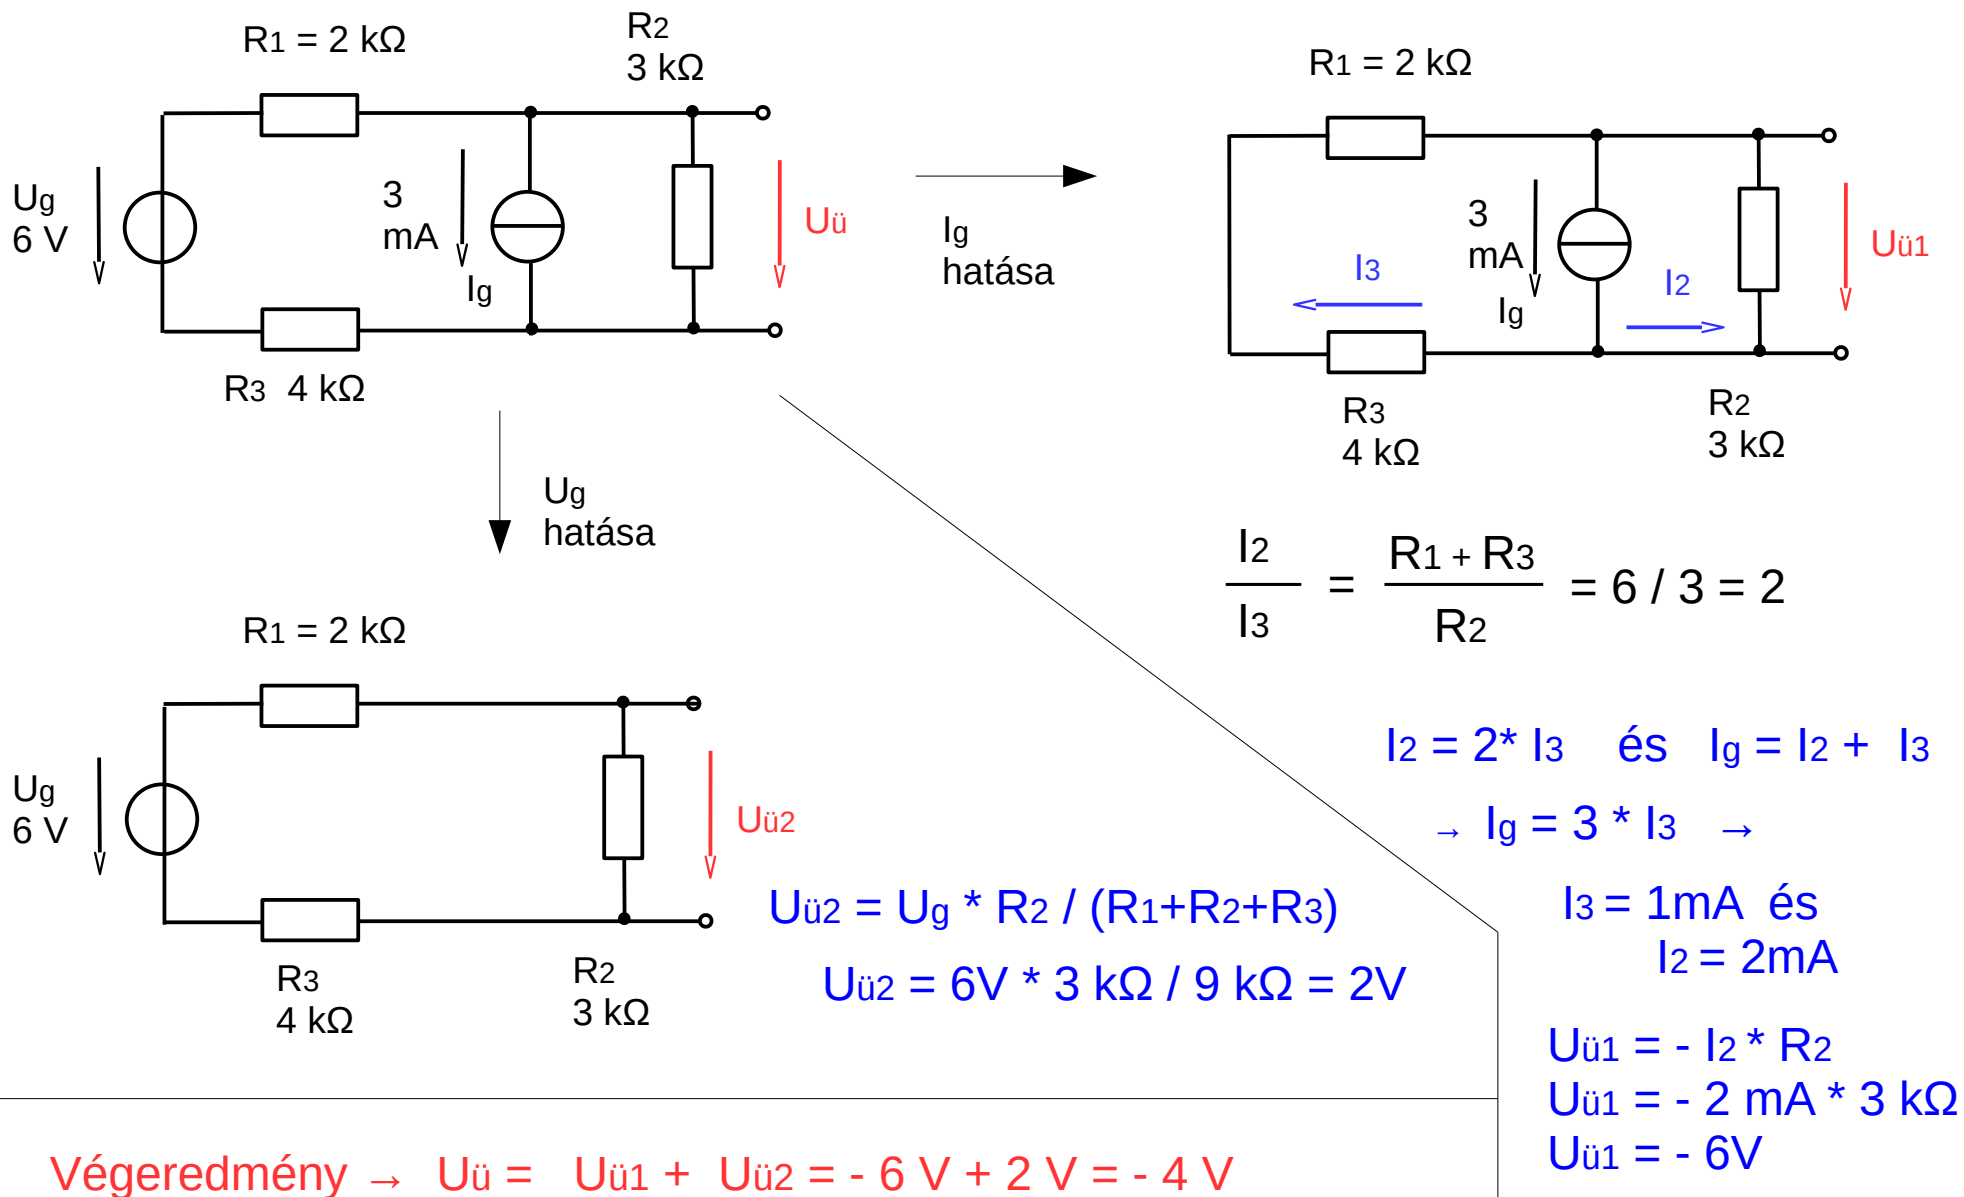 R1 = 2 kΩ
R2
3 kΩ
Ug
6 V
3
mA
Ig
Uü
R3 4 kΩ
Ig
hatása
R1 = 2 kΩ
3
mA
Ig
I3
I2
Uü1
R3
4 kΩ
R2
3 kΩ
Ug
hatása
R1 = 2 kΩ
Ug
6 V
Uü2
R3
4 kΩ
R2
3 kΩ
Uü2 = Ug * R2 / (R1+R2+R3)
Uü2 = 6V * 3 kΩ / 9 kΩ = 2V
I2 R1 + R3
= = 6 / 3 = 2
I3 R2
I2 = 2* I3 és Ig = I2 + I3
→ Ig = 3 * I3 →
I3 = 1mA és
I2 = 2mA
Uü1 = - I2 * R2
Uü1 = - 2 mA * 3 kΩ
Uü1 = - 6V
Végeredmény → Uü = Uü1 + Uü2 = - 6 V + 2 V = - 4 V